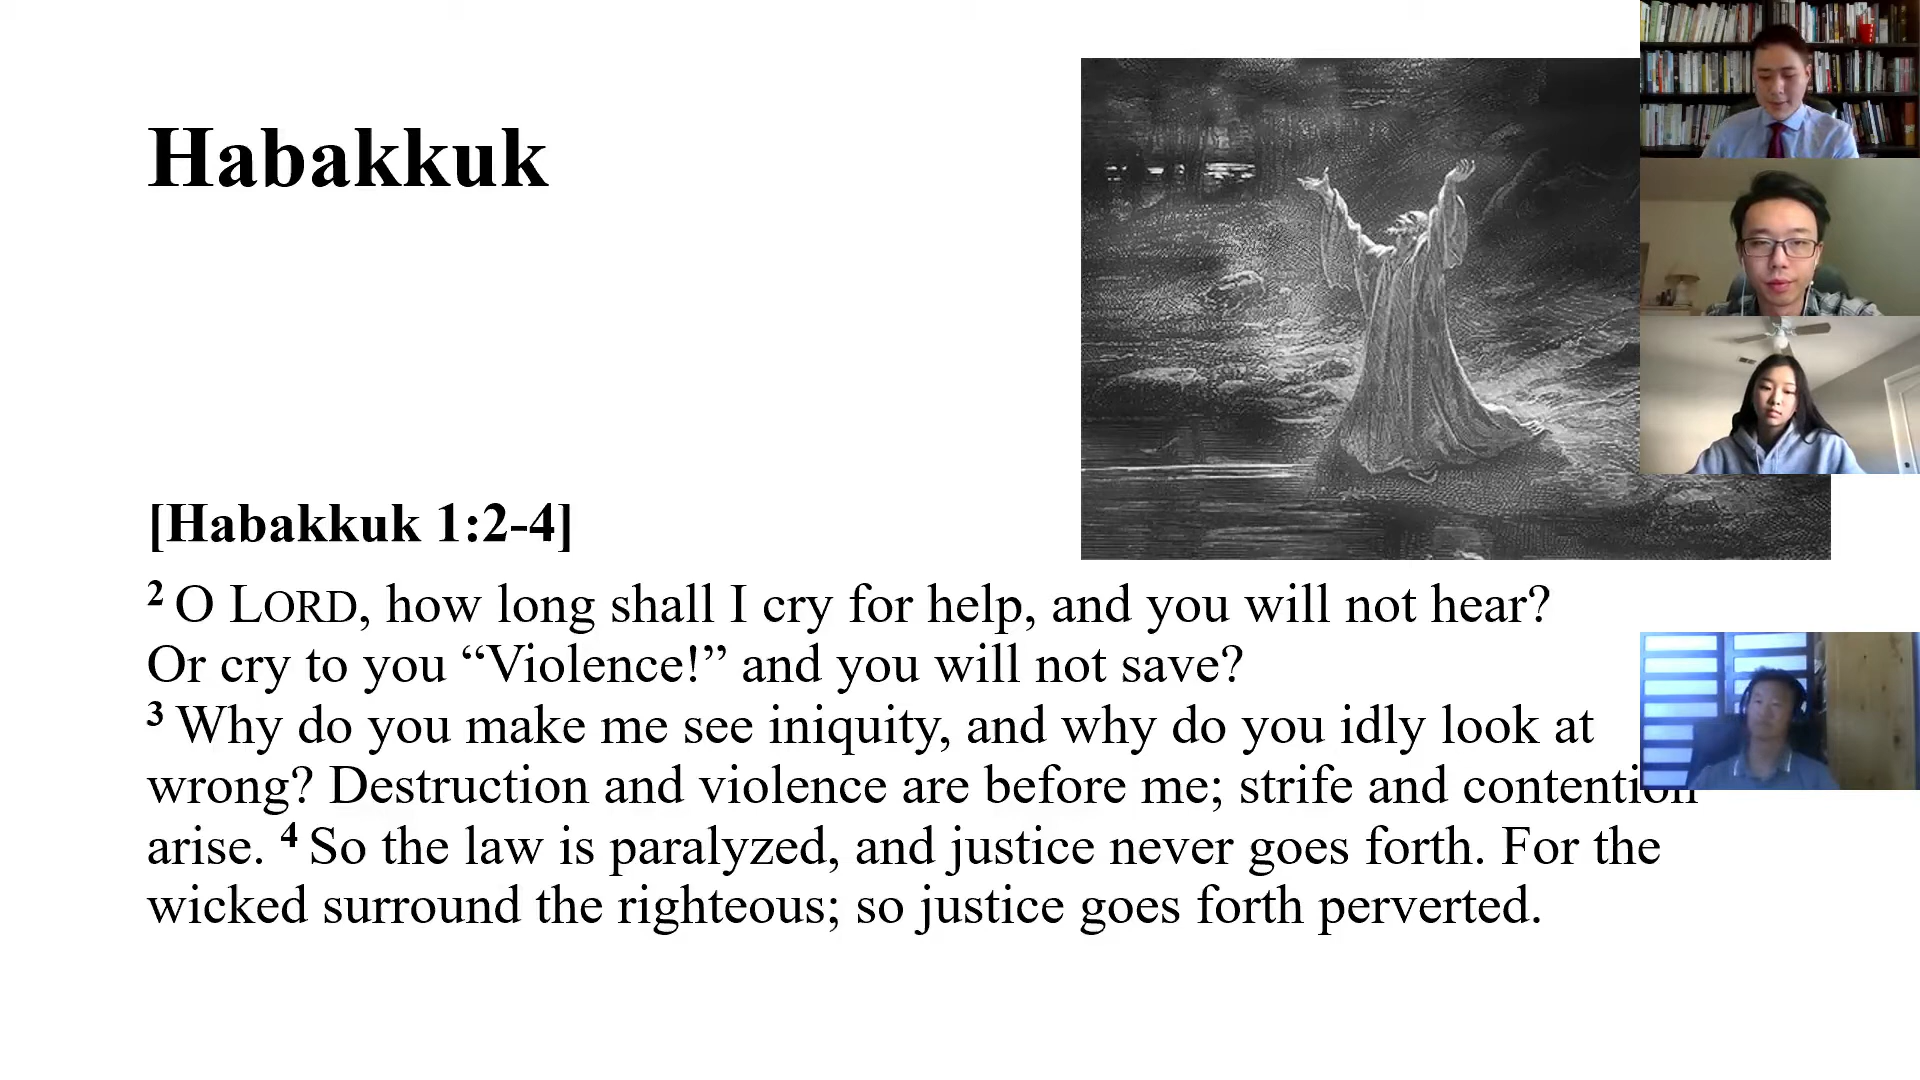 Habakkuk
[Habakkuk 1:2-4]
2 O LORD, how long shall I cry for help, and you will not hear?
Or cry to you “Violence!” and you will not save?
3 Why do you make me see iniquity, and why do you idly look at
wrong? Destruction and violence are before me; strife and contention
arise. 4 So the law is paralyzed, and justice never goes forth. For the
wicked surround the righteous; so justice goes forth perverted.